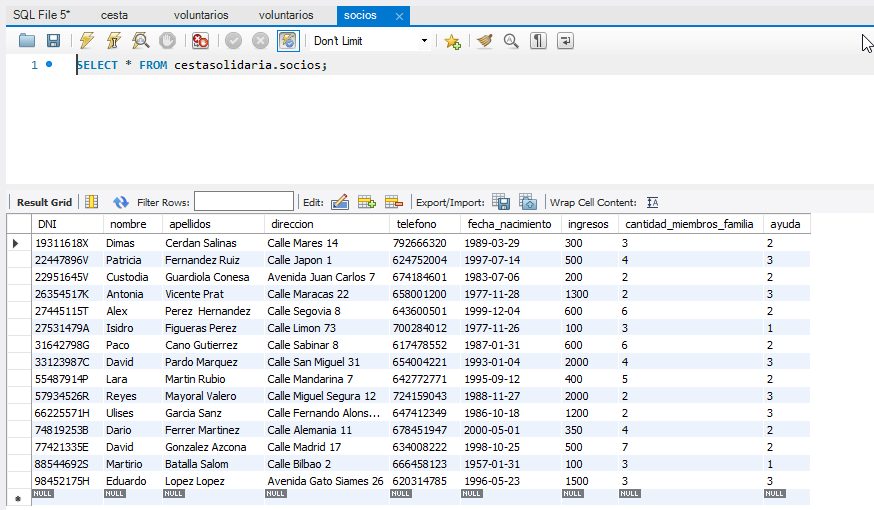 SQL File 5* cesta voluntarios voluntarios socios
Don't Limit
1 SELECT * FROM cestasolidaria.socios;
Result Grid Filter Rows: Edit: Export/Import: Wrap Cell Content: IA
DNI nombre apellidos direccion telefono fecha_nacimiento ingresos cantidad_miembros_familia ayuda
19311618X Dimas Cerdan Salinas Calle Mares 14 792666320 1989-03-29 300 3 2
22447896V Patricia Fernandez Ruiz Calle Japon 1 624752004 1997-07-14 500 4 3
22951645V Custodia Guardiola Conesa Avenida Juan Carlos 7 674184601 1983-07-06 200 2 2
26354517K Antonia Vicente Prat Calle Maracas 22 658001200 1977-11-28 1300 2 3
27445115T Alex Perez  Hernandez Calle Segovia 8 643600501 1999-12-04 600 6 2
27531479A Isidro Figueras Perez Calle Limon 73 700284012 1977-11-26 100 3 1
31642798G Paco Cano Gutierrez Calle Sabinar 8 617478552 1987-01-31 600 6 2
33123987C David Pardo Marquez Calle San Miguel 31 654004221 1993-01-04 2000 4 3
55487914P Lara Martin Rubio Calle Mandarina 7 642772771 1995-09-12 400 5 2
57934526R Reyes Mayoral Valero Calle Miguel Segura 12 724159043 1988-11-27 2000 2 3
66225571H Ulises Garcia Sanz Calle Fernando Alons... 647412349 1986-10-18 1200 2 3
74819253B Dario Ferrer Martinez Calle Alemania 11 678451947 2000-05-01 350 4 2
77421335E David Gonzalez Azcona Calle Madrid 17 634008222 1998-10-25 500 7 2
88544692S Martirio Batalla Salom Calle Bilbao 2 666458123 1957-01-31 100 3 1
98452175H Eduardo Lopez Lopez Avenida Gato Siames 26 620314785 1996-05-23 1500 3 3
NULL NULL NULL NULL NULL NULL NULL NULL NULL